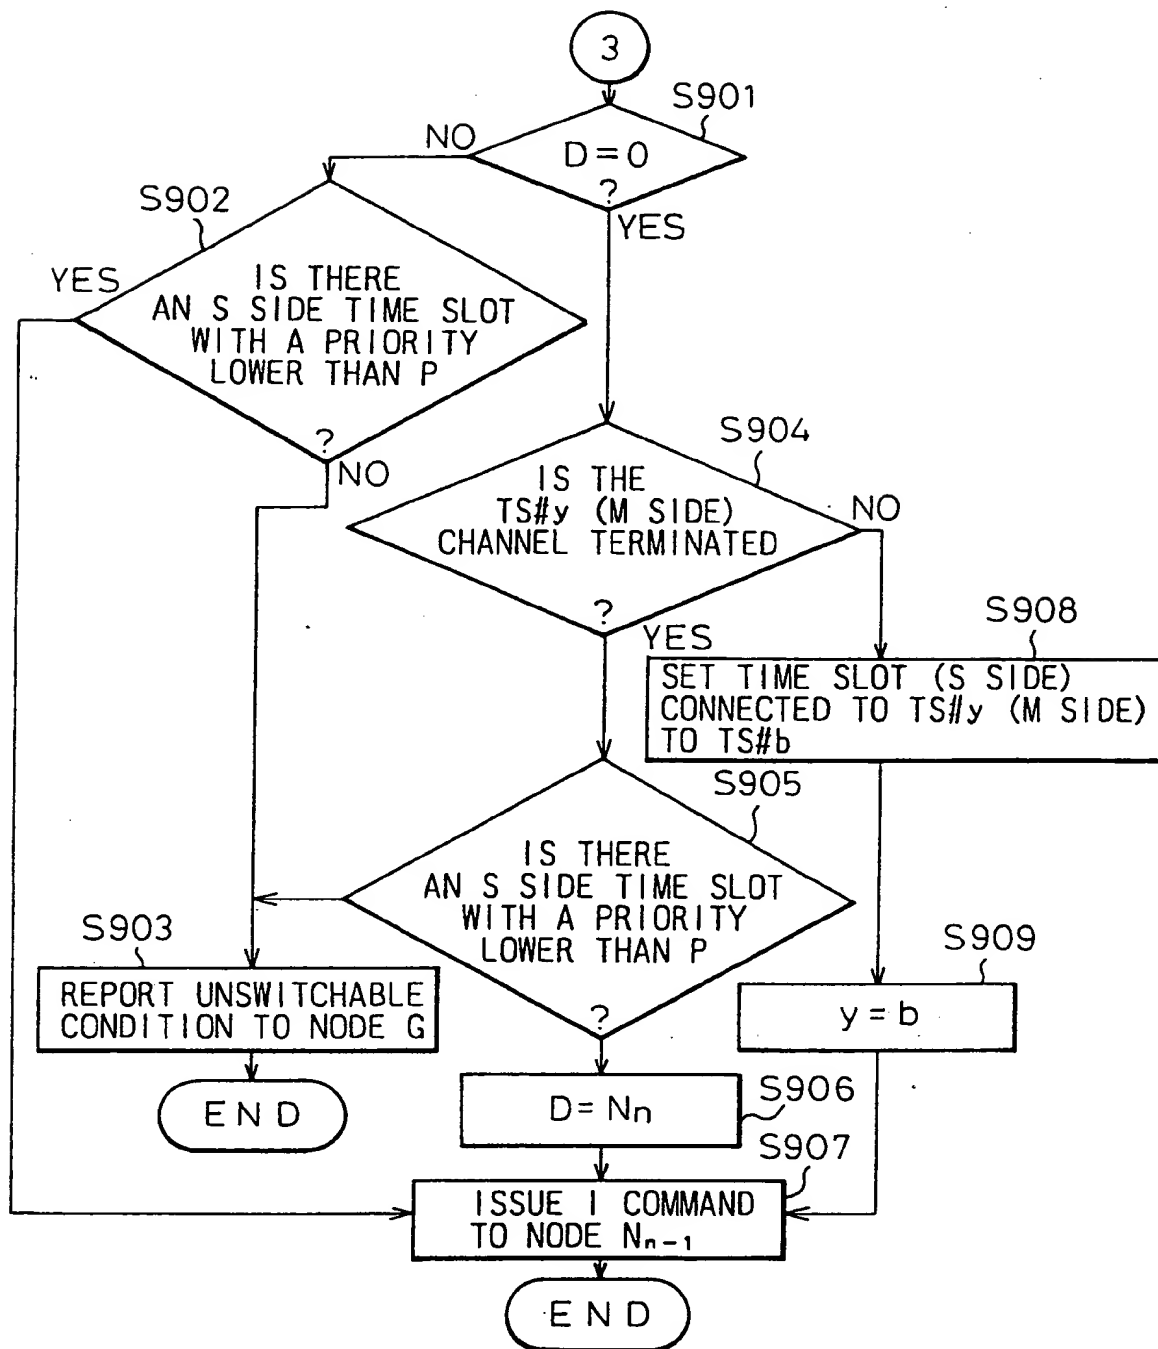 3
S901
NO
D=0
?
YES
S902
YES
IS THERE
AN S SIDE TIME SLOT
WITH A PRIORITY
LOWER THAN P
?
NO
S904
IS THE
TS#y (M SIDE)
CHANNEL TERMINATED
?
NO
YES
S908
SET TIME SLOT (S SIDE)
CONNECTED TO TS#y (M SIDE)
TO TS#b
S905
IS THERE
AN S SIDE TIME SLOT
WITH A PRIORITY
LOWER THAN P
?
S903
REPORT UNSWITCHABLE
CONDITION TO NODE G
END
S909
y=b
S906
D=Nn
S907
ISSUE I COMMAND
TO NODE Nn-1
END